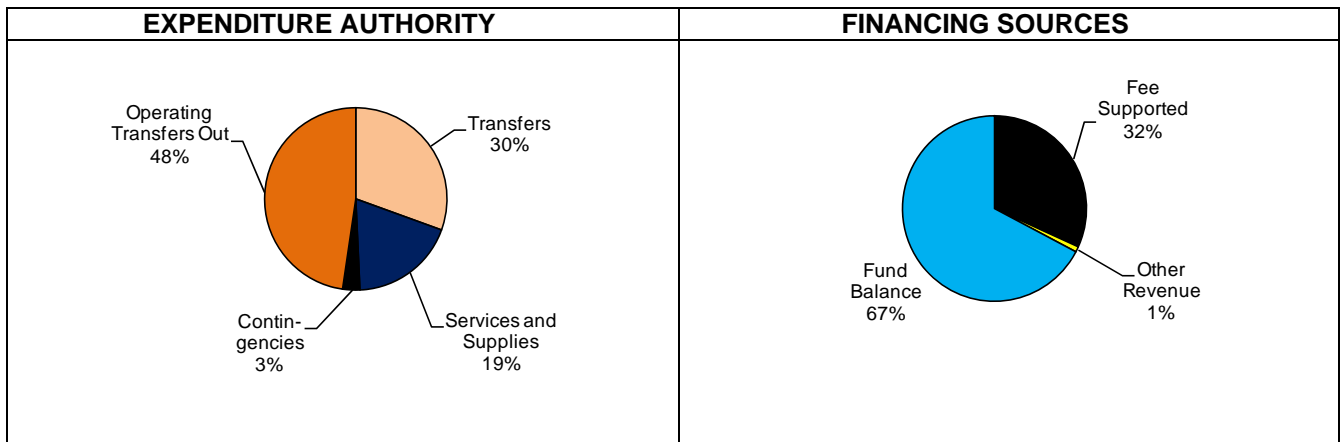 EXPENDITURE AUTHORITY
FINANCING SOURCES
Operating
Transfers Out
48%
Transfers
30%
Contin-
gencies
3%
Services and
Supplies
19%
Fee
Supported
32%
Fund
Balance
67%
Other
Revenue
1%